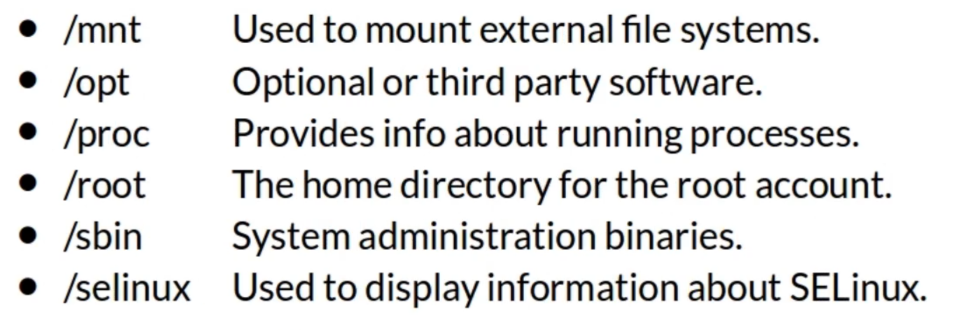 • /mnt Used to mount external file systems.
• /opt Optional or third party software.
• /proc Provides info about running processes.
• /root The home directory for the root account.
• /sbin System administration binaries.
• /selinux Used to display information about SELinux.